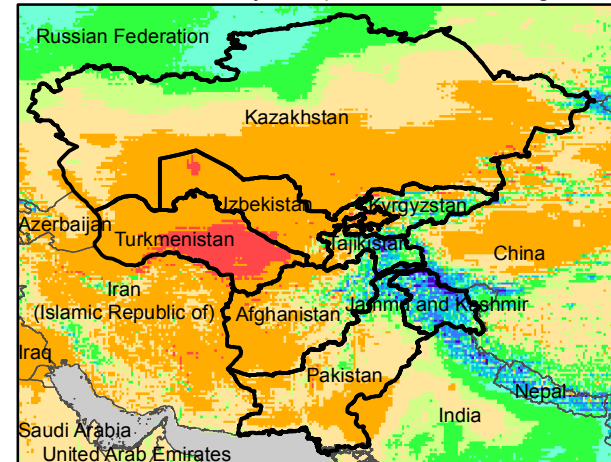 Russian Federation
Kazakhstan
Uzbekistan
Kyrgyzstan
Azerbaijan
Turkmenistan
Tajikistan
China
Iran
(Islamic Republic of)
Afghanistan
Jammu and Keshmir
Iraq
Pakistan
Nepal
India
Saudi Arabia
United Arab Emirates